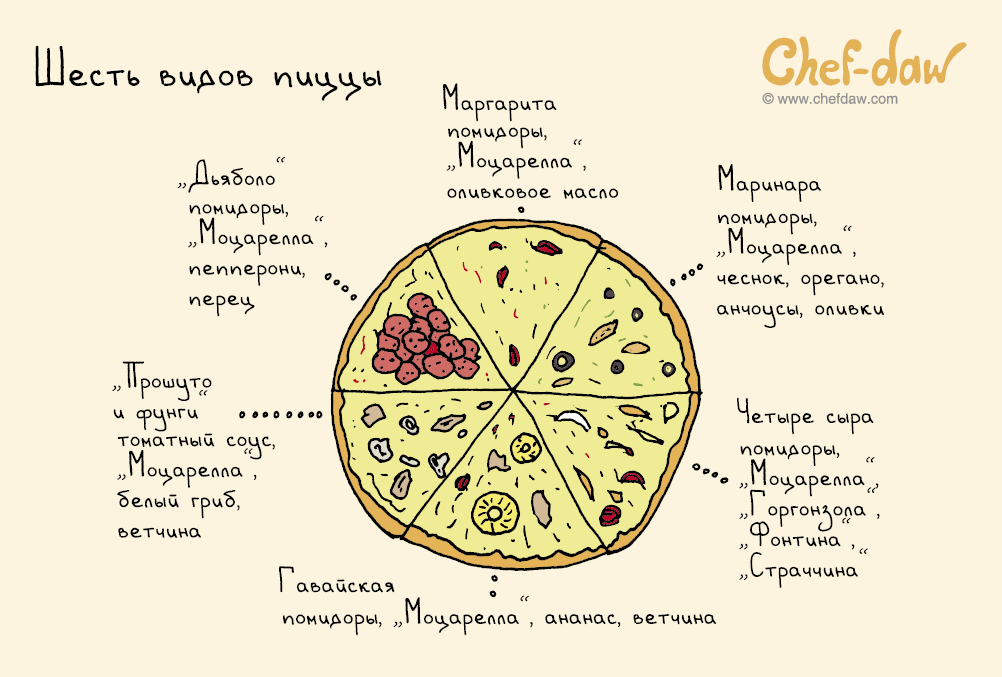 Шесть видов пиццы
Chef-daw
© www.chefdaw.com
Маргарита
помидоры,
„Моцарелла“,
оливковое масло
„Дьяболо“
помидоры,
„Моцарелла“,
пепперони,
перец
Маринара
помидоры,
„Моцарелла“,
чеснок, орегано,
анчоусы, оливки
„Прошуто
и фунги“
томатный соус,
„Моцарелла“,
белый гриб,
ветчина
Четыре сыра
помидоры,
„Моцарелла“,
„Горгонзола“,
„Фонтина“,
„Страччина“
Гавайская
помидоры, „Моцарелла“, ананас, ветчина